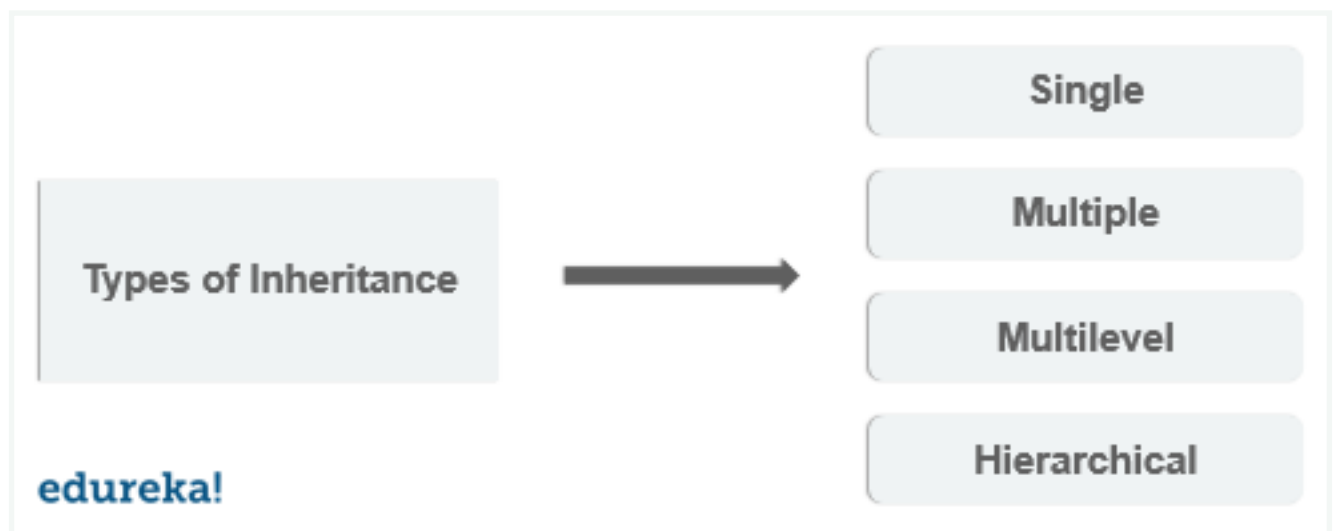 Types of Inheritance
Single
Multiple
Multilevel
Hierarchical
edureka!